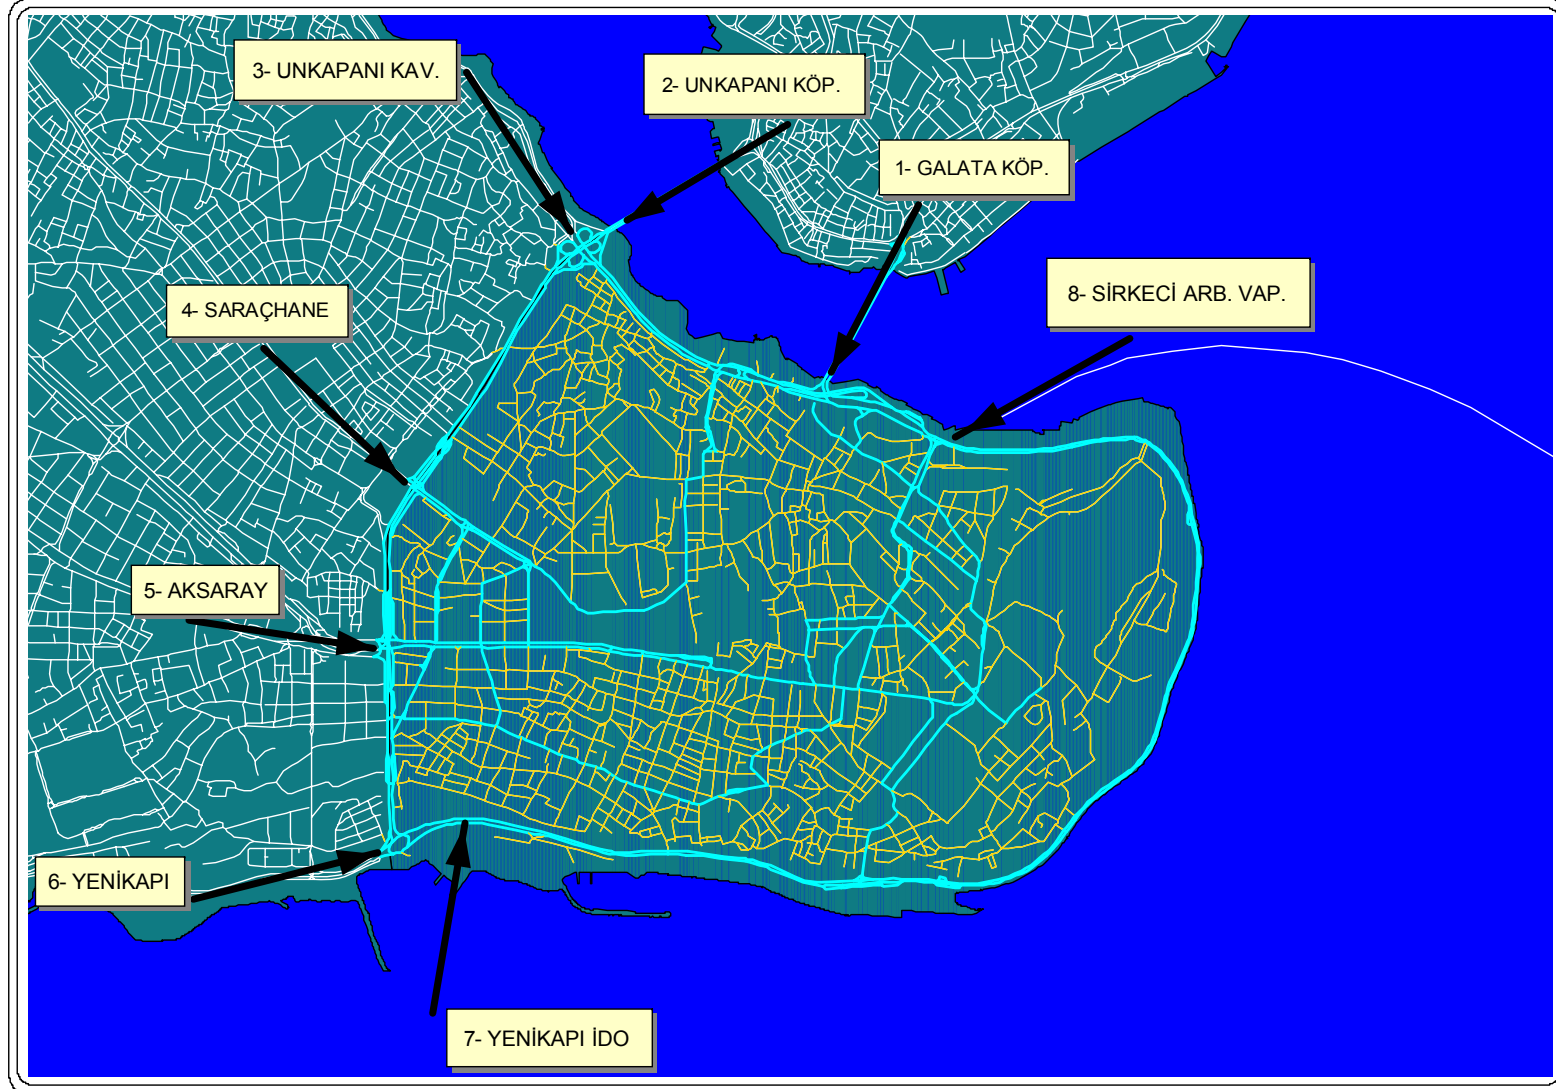 3- UNKAPANI KAV.
2- UNKAPANI KÖP.
1- GALATA KÖP.
8- SİRKECİ ARB. VAP.
4- SARAÇHANE
5- AKSARAY
6- YENİKAPI
7- YENİKAPI İDO